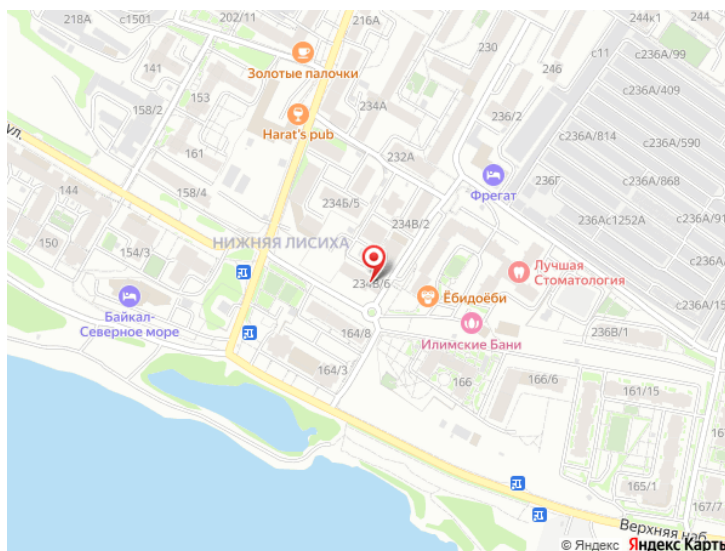 218А
с1501
202/11
216А
244к1
230
с11
с236А/99
141
Золотые палочки
246
153
158/2
234А
с236А/409
Harat's pub
236/2
ул.
161
с236А/814
с236А/590
232А
144
158/4
Фрегат
236Г
с236А/868
234Б/5
236Ас1252А
234В/2
с236А/91
150
154/3
НИЖНЯЯ ЛИСИХА
Лучшая
Стоматология
234В/6
Ёбидоёби
с236А/15
Байкал-
Северное море
164/8
Илимские Бани
236В/1
164/3
166
166/6
161/15
165/1
167/7
Верхняя наб.
© Яндекс Яндекс Карты